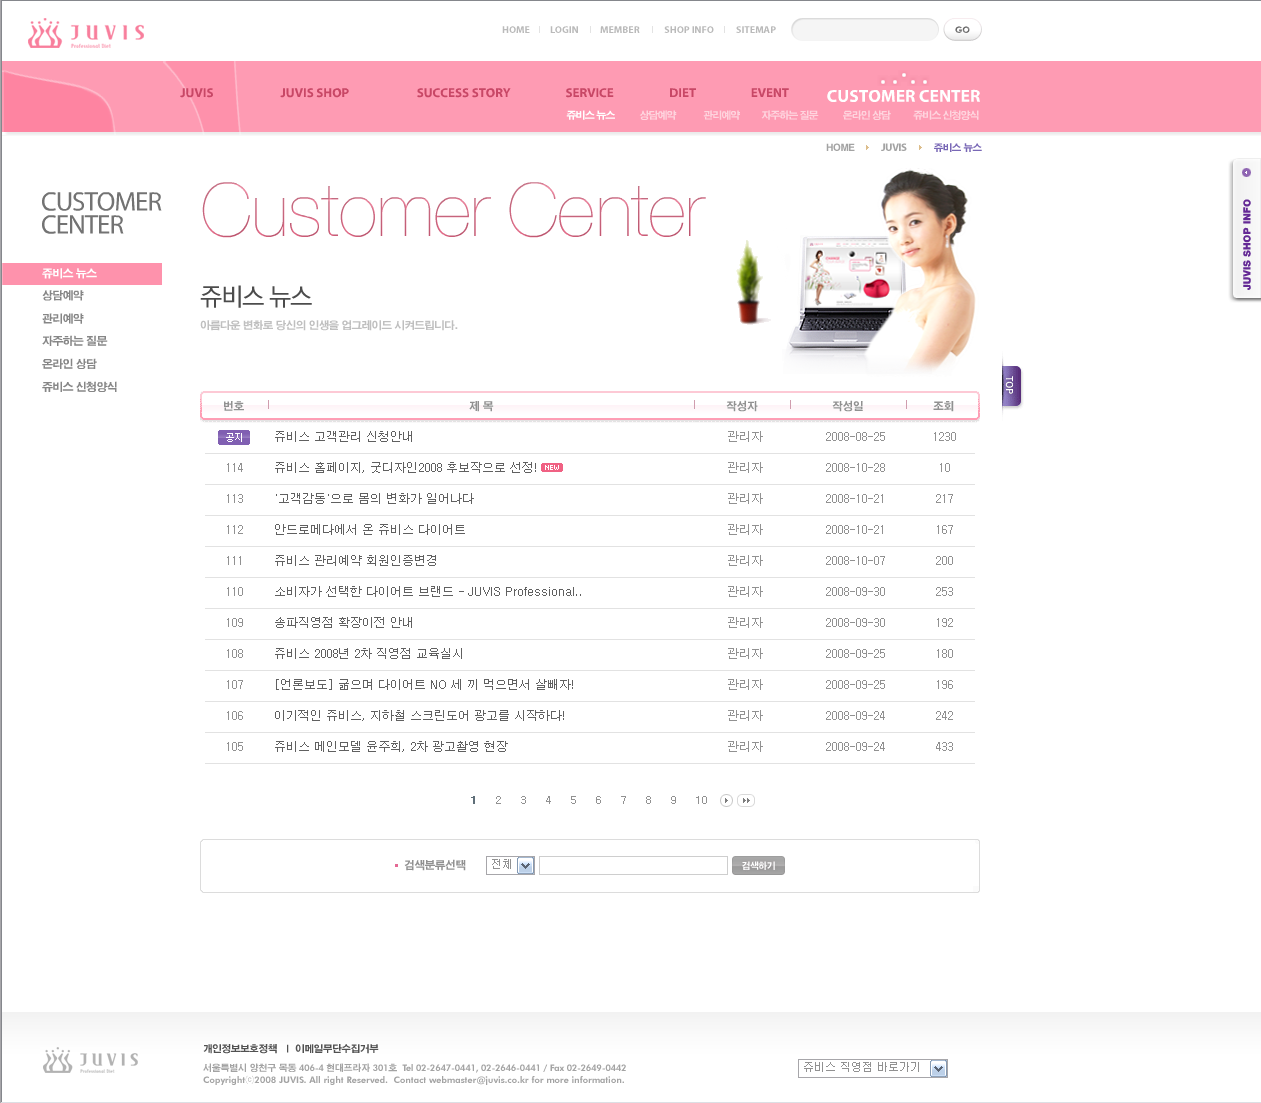 JUVIS
Professional Diet
HOME LOGIN MEMBER SHOP INFO SITEMAP GO
JUVIS JUVIS SHOP SUCCESS STORY SERVICE DIET EVENT CUSTOMER CENTER
쥬비스 뉴스 상담예약 관리예약 자주하는 질문 온라인 상담 쥬비스 신청양식
HOME JUVIS 쥬비스 뉴스
CUSTOMER
CENTER
쥬비스 뉴스
상담예약
관리예약
자주하는 질문
온라인 상담
쥬비스 신청양식
Customer Center
쥬비스 뉴스
아름다운 변화로 당신의 인생을 업그레이드 시켜드립니다.
JUVIS SHOP INFO
TOP
번호 제 목 작성자 작성일 조회
공지 쥬비스 고객관리 신청안내 관리자 2008-08-25 1230
114 쥬비스 홈페이지, 굿디자인2008 후보작으로 선정! NEW 관리자 2008-10-28 10
113 '고객감동'으로 몸의 변화가 일어나다 관리자 2008-10-21 217
112 안드로메다에서 온 쥬비스 다이어트 관리자 2008-10-21 167
111 쥬비스 관리예약 회원인증변경 관리자 2008-10-07 200
110 소비자가 선택한 다이어트 브랜드 - JUVIS Professional.. 관리자 2008-09-30 253
109 송파직영점 확장이전 안내 관리자 2008-09-30 192
108 쥬비스 2008년 2차 직영점 교육실시 관리자 2008-09-25 180
107 [언론보도] 굶으며 다이어트 NO 세 끼 먹으면서 살빼자! 관리자 2008-09-25 196
106 이기적인 쥬비스, 지하철 스크린도어 광고를 시작하다! 관리자 2008-09-24 242
105 쥬비스 메인모델 윤주희, 2차 광고촬영 현장 관리자 2008-09-24 433
1 2 3 4 5 6 7 8 9 10
검색분류선택 전체 검색하기
JUVIS
Professional Diet
개인정보보호정책 | 이메일무단수집거부
서울특별시 양천구 목동 406-4 현대프라자 301호 Tel 02-2647-0441, 02-2646-0441 / Fax 02-2649-0442
Copyrightⓒ2008 JUVIS. All right Reserved. Contact webmaster@juvis.co.kr for more information.
쥬비스 직영점 바로가기